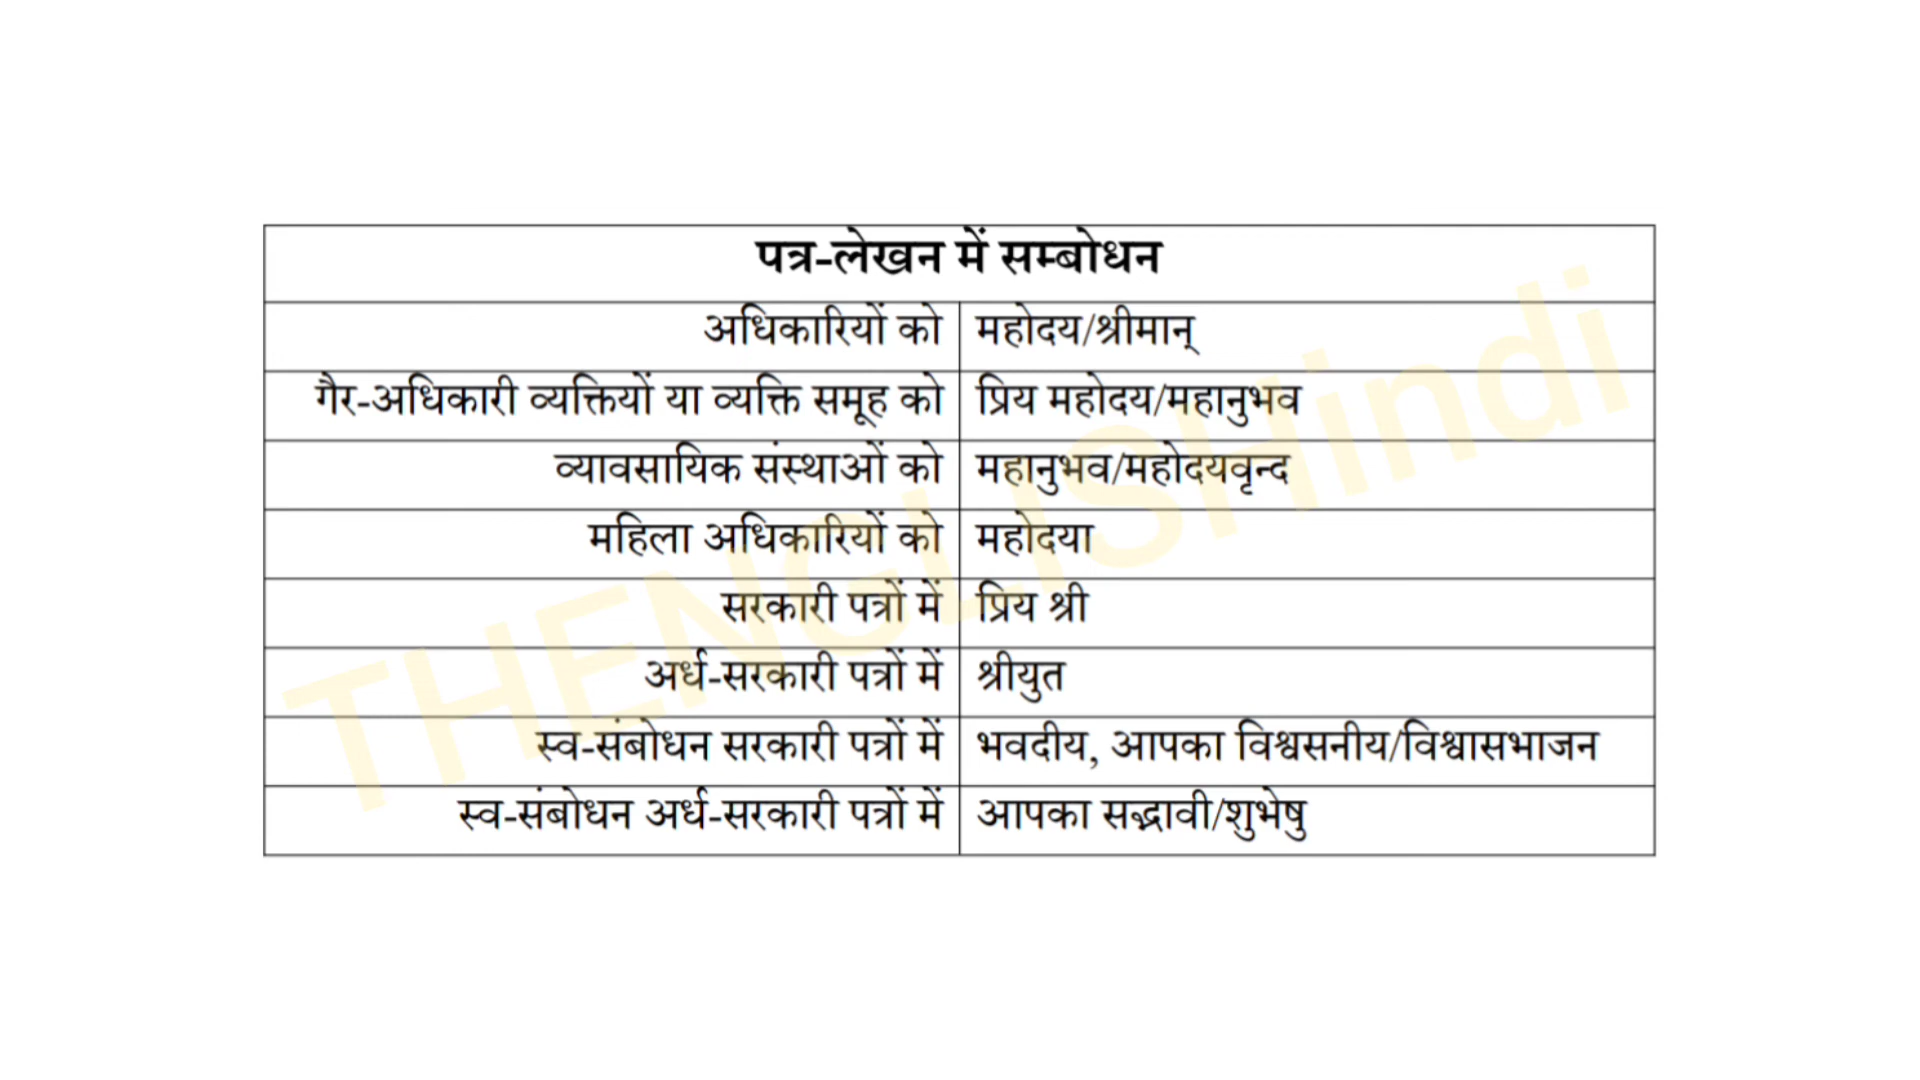 पत्र-लेखन में सम्बोधन
अधिकारियों को महोदय/श्रीमान्
गैर-अधिकारी व्यक्तियों या व्यक्ति समूह को प्रिय महोदय/महानुभव
व्यावसायिक संस्थाओं को महानुभव/महोदयवृन्द
महिला अधिकारियों को महोदया
सरकारी पत्रों में प्रिय श्री
अर्ध-सरकारी पत्रों में श्रीयुत
स्व-संबोधन सरकारी पत्रों में भवदीय, आपका विश्वसनीय/विश्वासभाजन
स्व-संबोधन अर्ध-सरकारी पत्रों में आपका सद्भावी/शुभेषु
THENGLISHindi